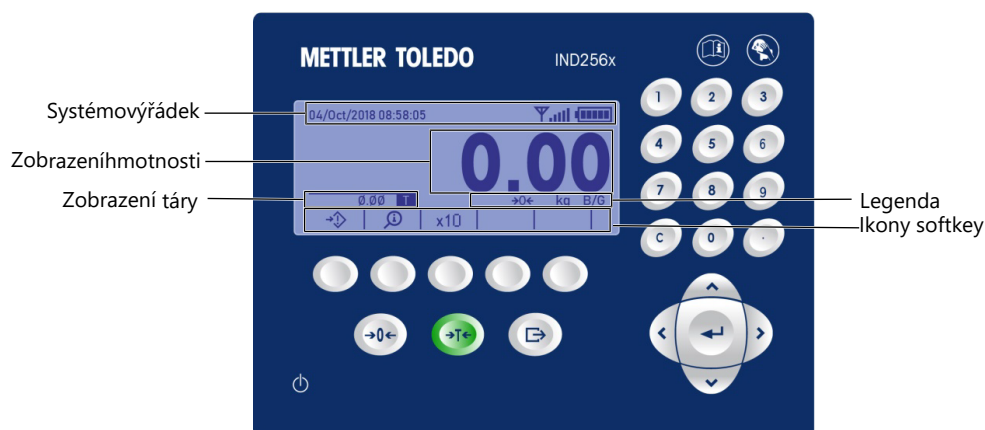 METTLER TOLEDO
IND256x
Systémovýřádek
04/Oct/2018 08:58:05
Zobrazeníhmotnosti
0.00
Zobrazení táry
0.00 T
→0← kg B/G
Legenda
x10
Ikony softkey
1 2 3
4 5 6
7 8 9
C 0 .
→0← →T←